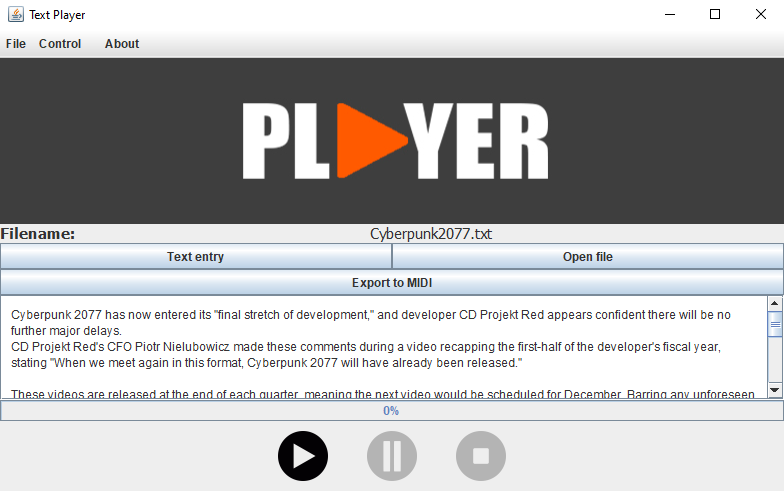 Text Player
File Control About
PLAYER
Filename: Cyberpunk2077.txt
Text entry Open file
Export to MIDI
Cyberpunk 2077 has now entered its "final stretch of development," and developer CD Projekt Red appears confident there will be no
further major delays.
CD Projekt Red's CFO Piotr Nielubowicz made these comments during a video recapping the first-half of the developer's fiscal year,
stating "When we meet again in this format, Cyberpunk 2077 will have already been released."
These videos are released at the end of each quarter, meaning the next video would be scheduled for December. Barring any unforeseen
0%